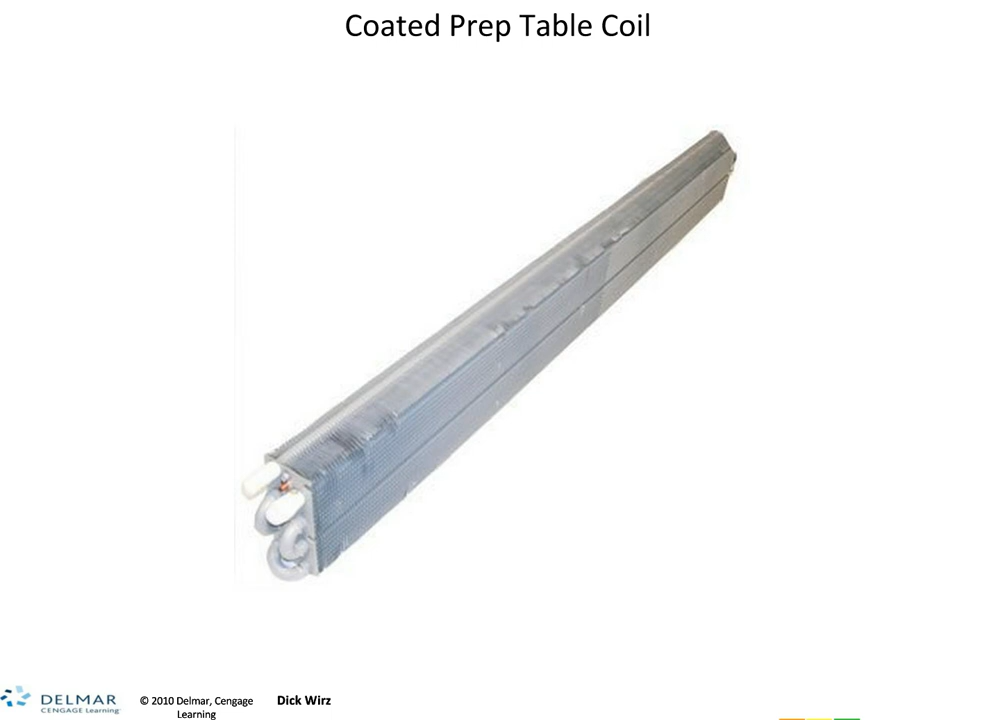 Coated Prep Table Coil
DELMAR
CENGAGE Learning
© 2010 Delmar, Cengage
Learning
Dick Wirz